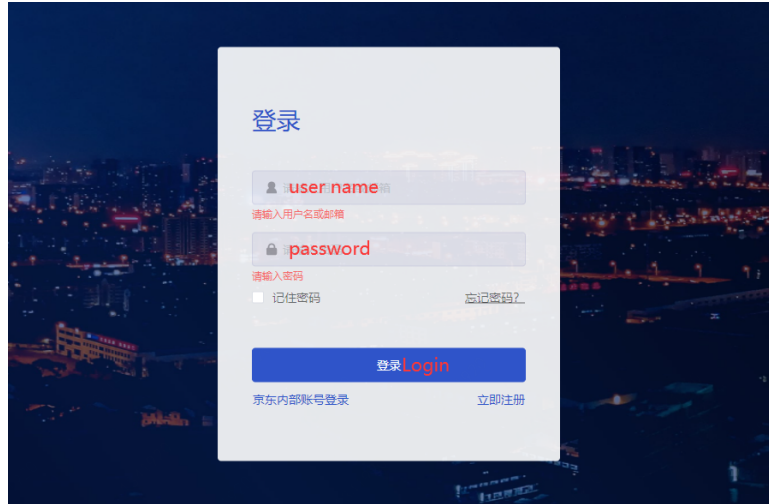 登录
user name
请输入用户名或邮箱
password
请输入密码
记住密码
忘记密码?
登录Login
京东内部账号登录
立即注册